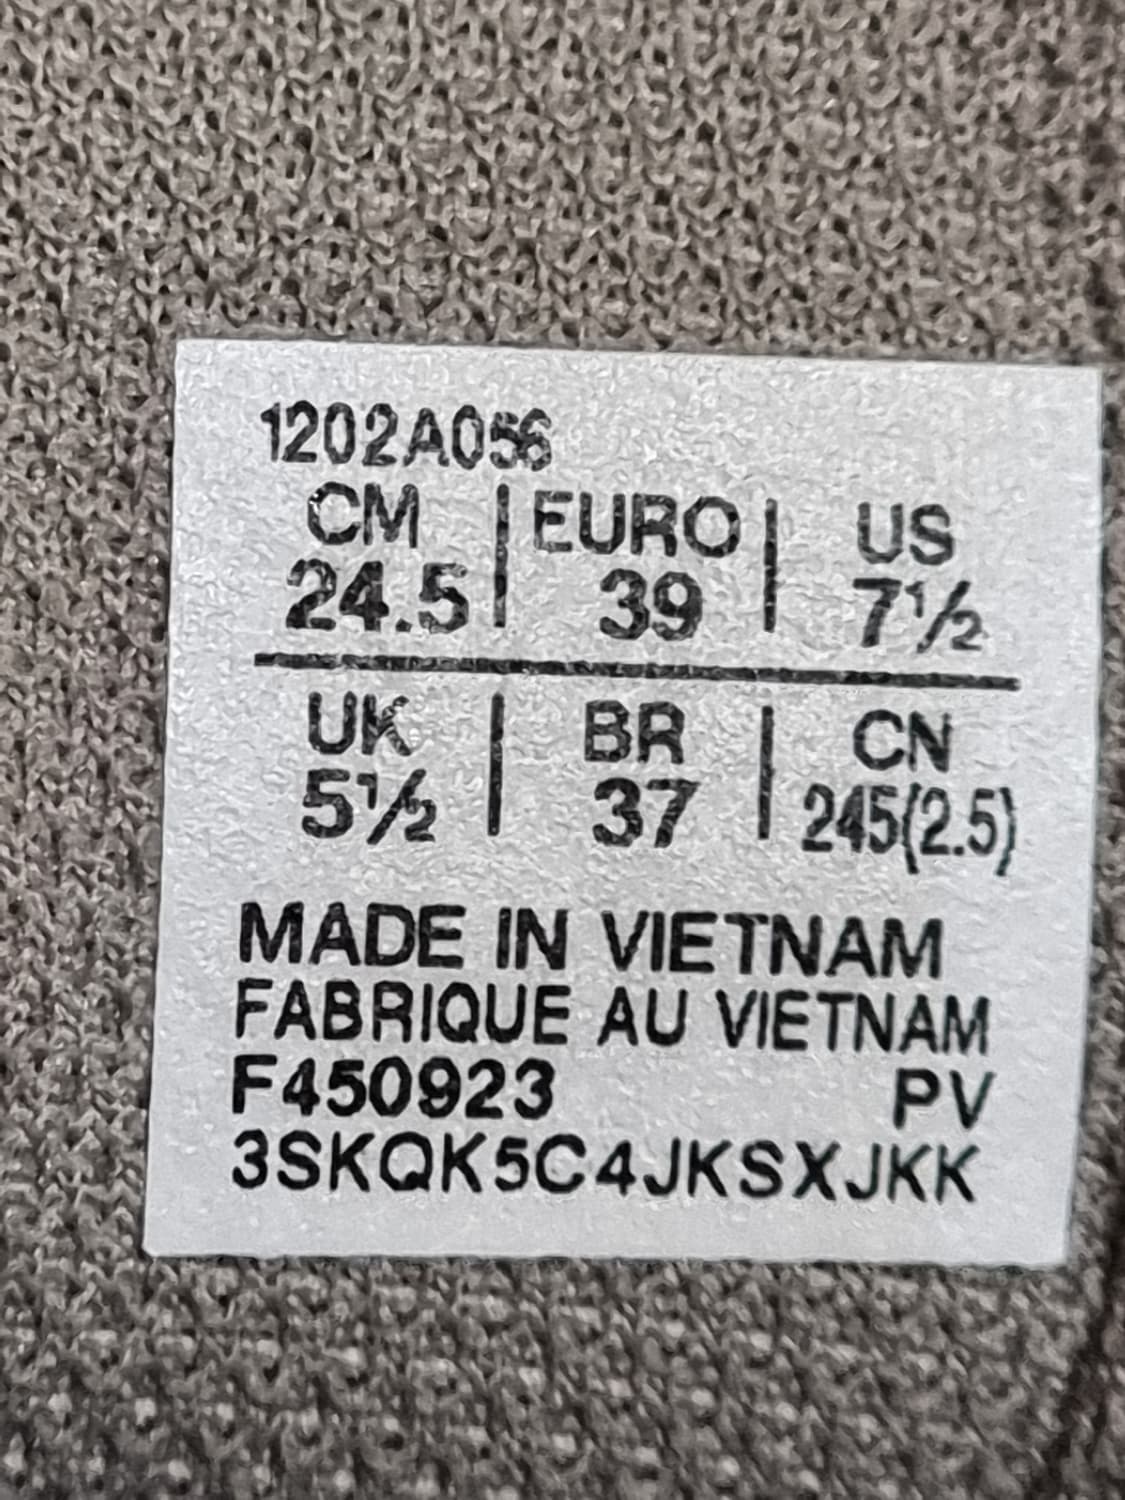 1202A056
CM | EURO | US
24.5 | 39 | 7½
UK | BR | CN
5½ | 37 | 245(2.5)
MADE IN VIETNAM
FABRIQUE AU VIETNAM
F450923 PV
3SKQK5C4JKSXJKK